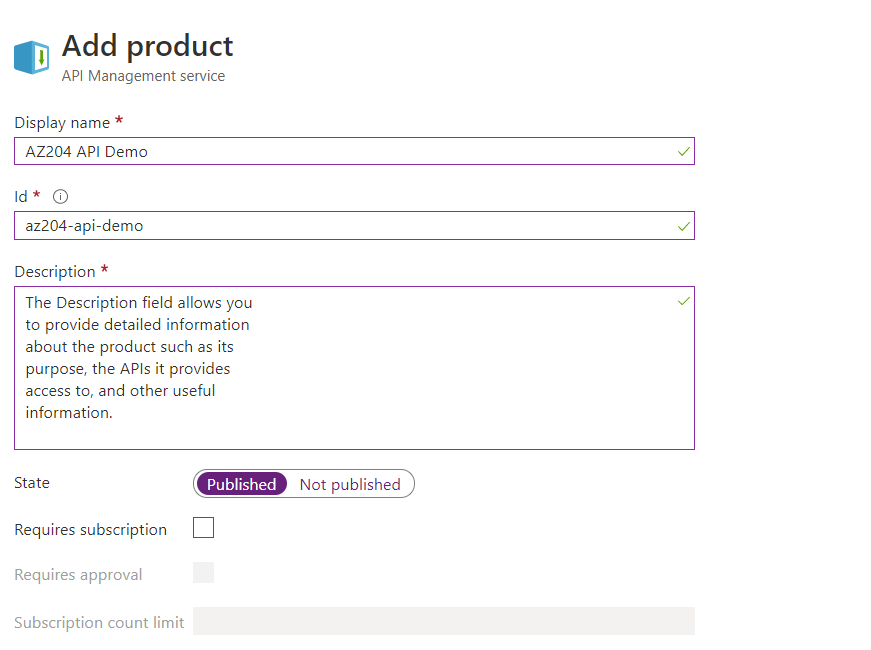 Add product
API Management service
Display name *
AZ204 API Demo
Id *
az204-api-demo
Description *
The Description field allows you
to provide detailed information
about the product such as its
purpose, the APIs it provides
access to, and other useful
information.
State
Published Not published
Requires subscription
Requires approval
Subscription count limit